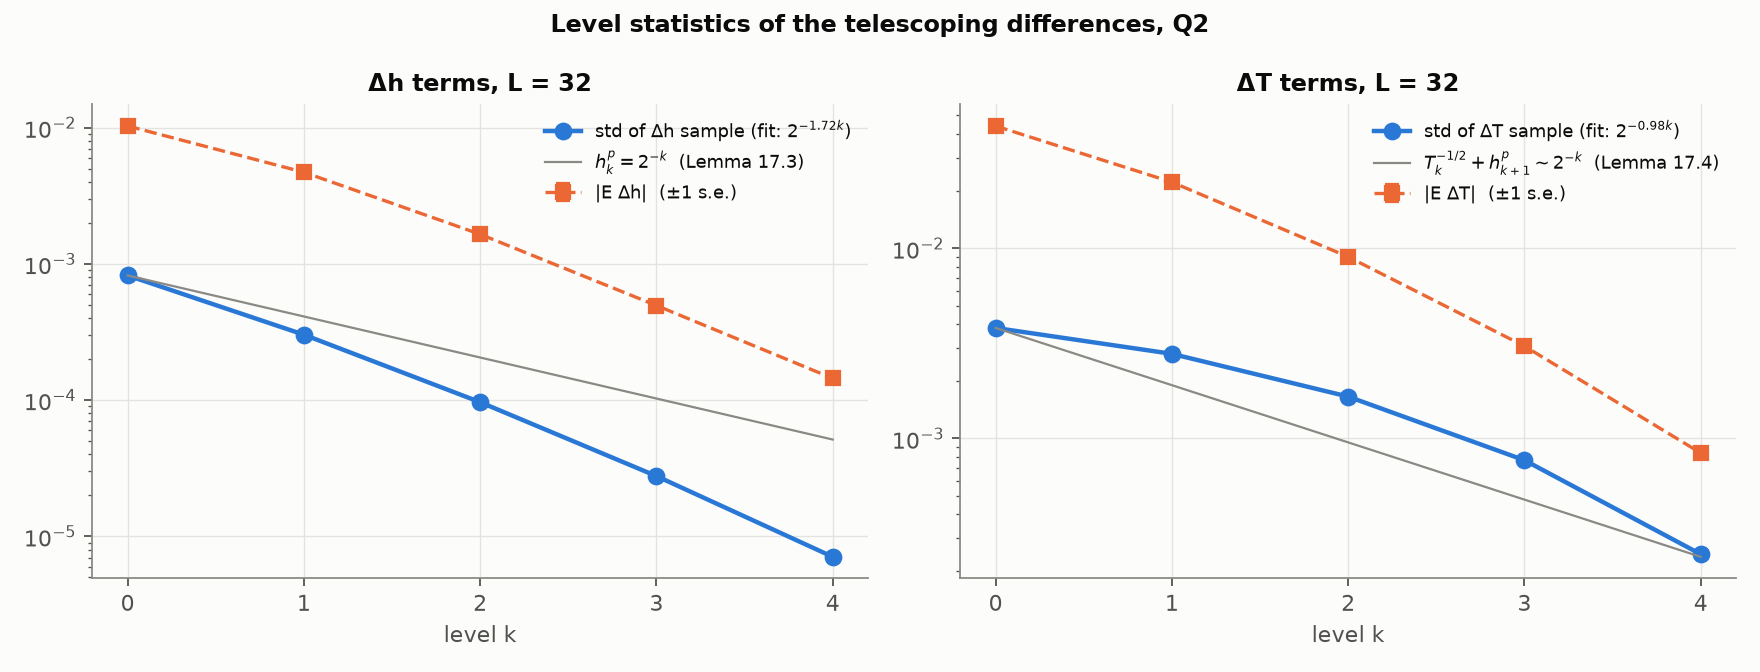 Level statistics of the telescoping differences, Q2
Δh terms, L = 32
10⁻²
10⁻³
10⁻⁴
10⁻⁵
std of Δh sample (fit: 2^{−1.72k})
h_k^p = 2^{−k} (Lemma 17.3)
|E Δh| (±1 s.e.)
0 1 2 3 4
level k
ΔT terms, L = 32
10⁻²
10⁻³
std of ΔT sample (fit: 2^{−0.98k})
T_k^{−1/2} + h_{k+1}^p ~ 2^{−k} (Lemma 17.4)
|E ΔT| (±1 s.e.)
0 1 2 3 4
level k